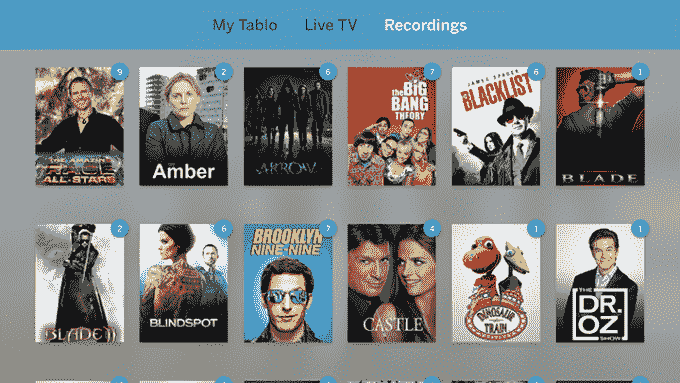 My Tablo Live TV Recordings
9 2 6 7 6 1
THE AMAZING
RACE
ALL-STARS
Amber
ARROW
the BIG
BANG
THEORY
JAMES SPADER
BLACKLIST
BLADE
2 6 7 4 1 1
BLADE II
BLINDSPOT
BROOKLYN
NINE-NINE
CASTLE
DINOSAUR
TRAIN
THE
DR.
OZ
SHOW